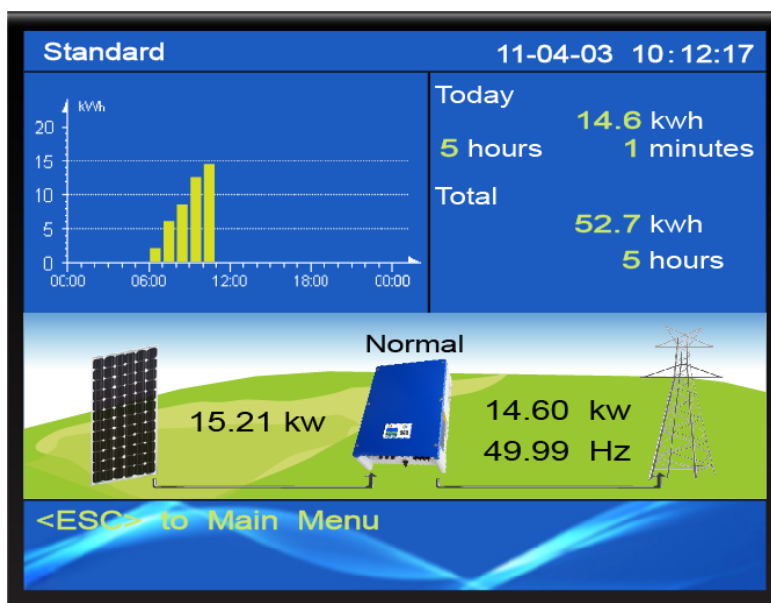 Standard 11-04-03 10:12:17
kWh
20
15
10
5
0
00:00 06:00 12:00 18:00 00:00
Today
14.6 kwh
5 hours 1 minutes
Total
52.7 kwh
5 hours
Normal
15.21 kw
14.60 kw
49.99 Hz
<ESC> to Main Menu